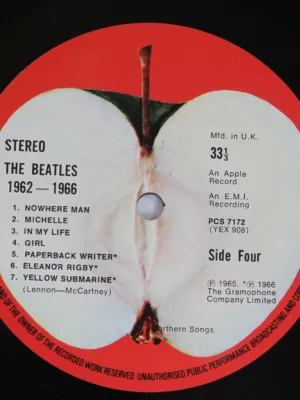 STEREO
THE BEATLES
1962—1966
1. NOWHERE MAN
2. MICHELLE
3. IN MY LIFE
4. GIRL
5. PAPERBACK WRITER*
6. ELEANOR RIGBY*
7. YELLOW SUBMARINE*
(Lennon—McCartney)
Mfd. in U.K.
33⅓
An Apple
Record
An E.M.I.
Recording
PCS 7172
(YEX 908)
Side Four
Ⓟ 1965. *Ⓟ 1966
The Gramophone
Company Limited
Northern Songs
AND OF THE OWNER OF THE RECORDED WORK RESERVED UNAUTHORISED PUBLIC PERFORMANCE BROADCASTING AND